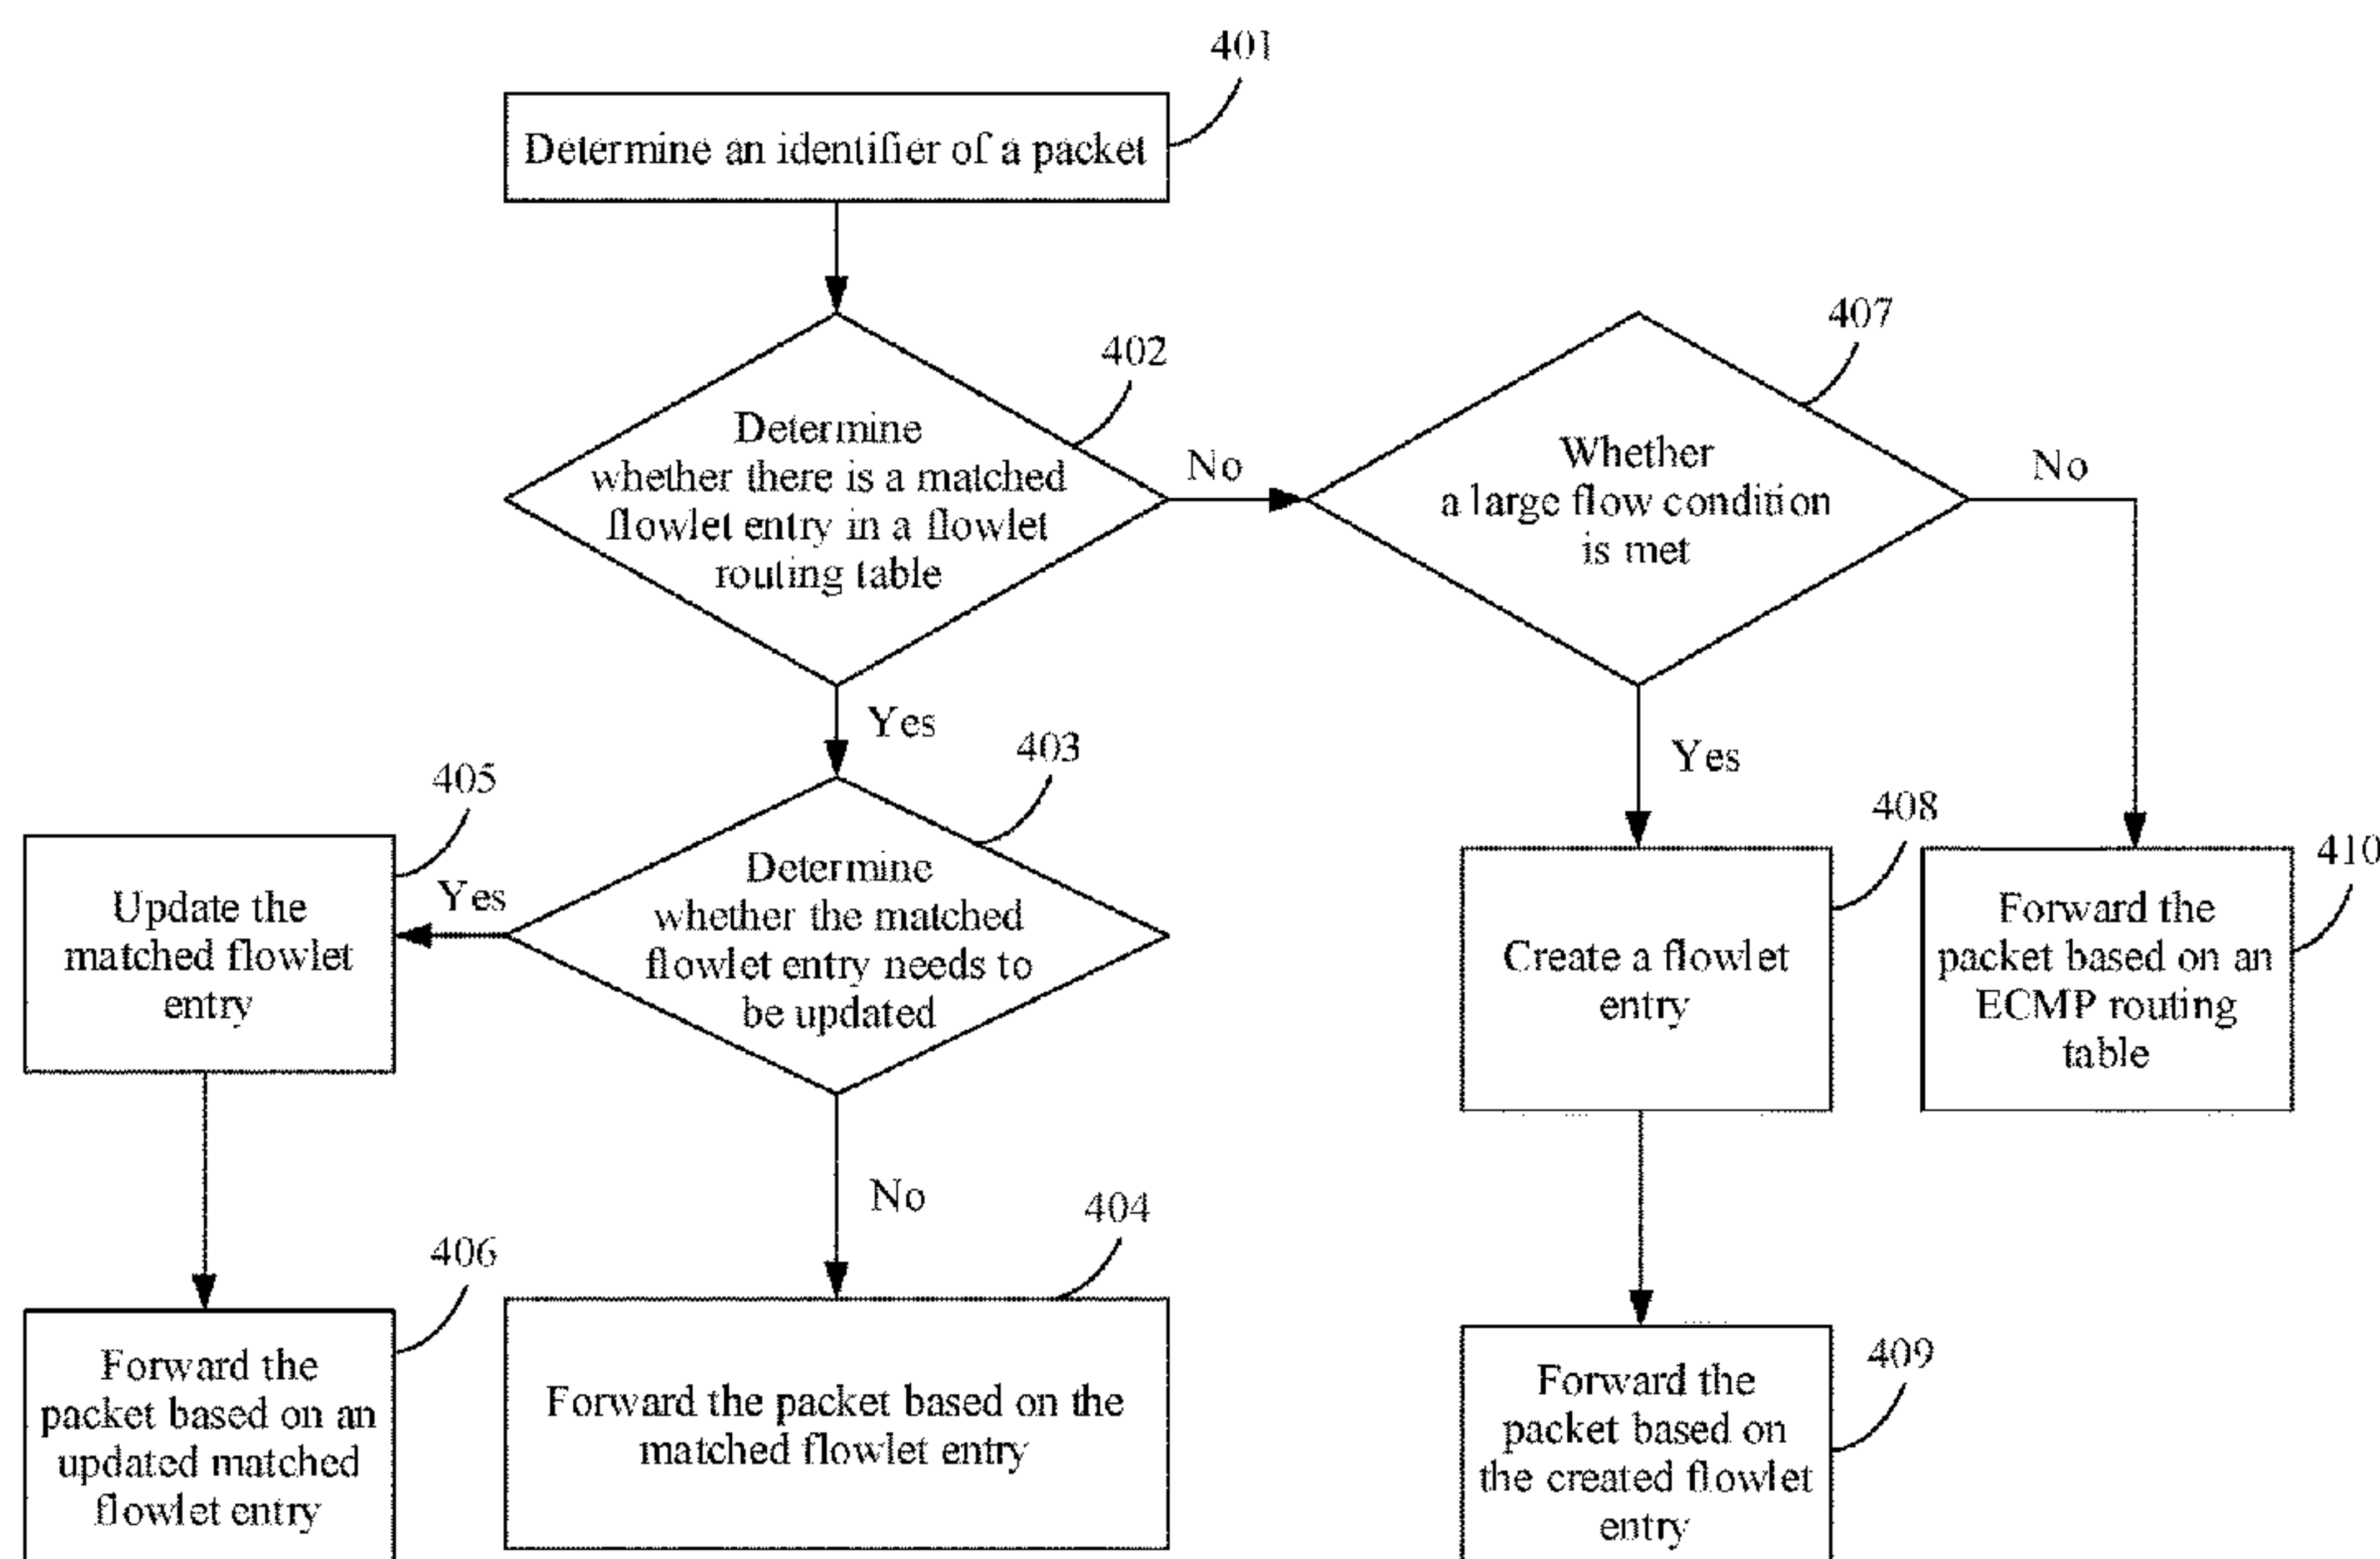 401
Determine an identifier of a packet
402
Determine
whether there is a matched
flowlet entry in a flowlet
routing table
No
407
Whether
a large flow condition
is met
No
Yes
403
Determine
whether the matched
flowlet entry needs to
be updated
Yes
405
Update the
matched flowlet
entry
Yes
408
Create a flowlet
entry
410
Forward the
packet based on an
ECMP routing
table
No
404
Forward the packet based on the
matched flowlet entry
406
Forward the
packet based on an
updated matched
flowlet entry
409
Forward the
packet based on
the created flowlet
entry